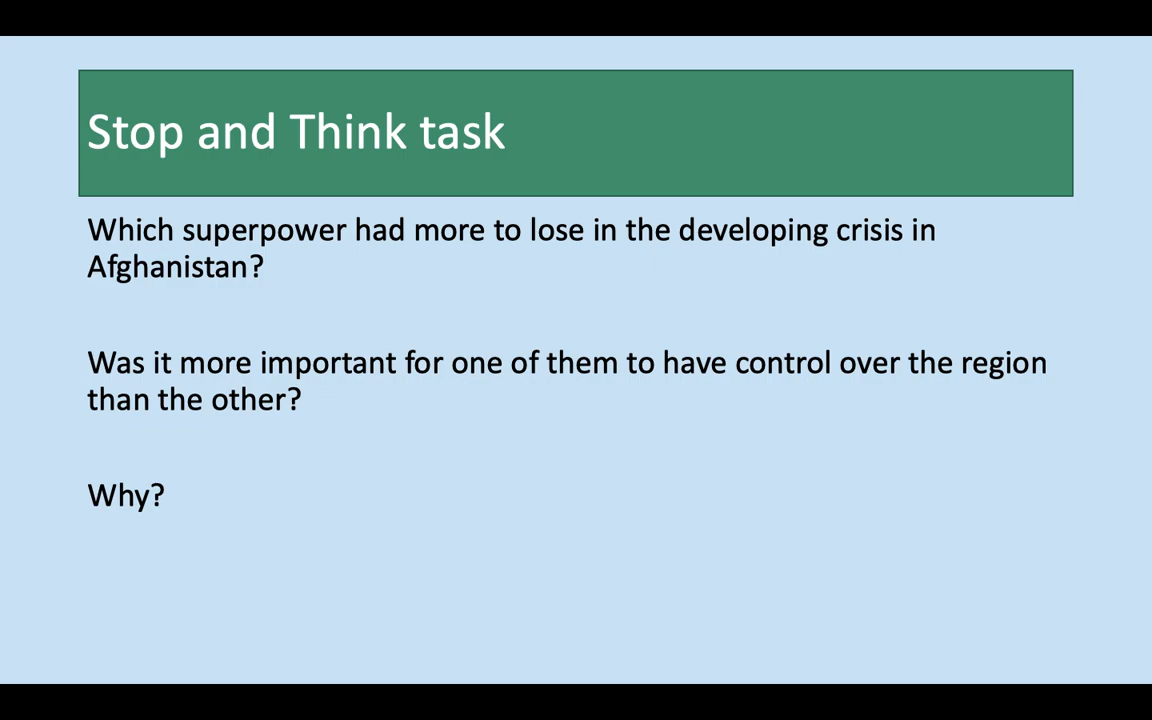 Stop and Think task
Which superpower had more to lose in the developing crisis in
Afghanistan?
Was it more important for one of them to have control over the region
than the other?
Why?